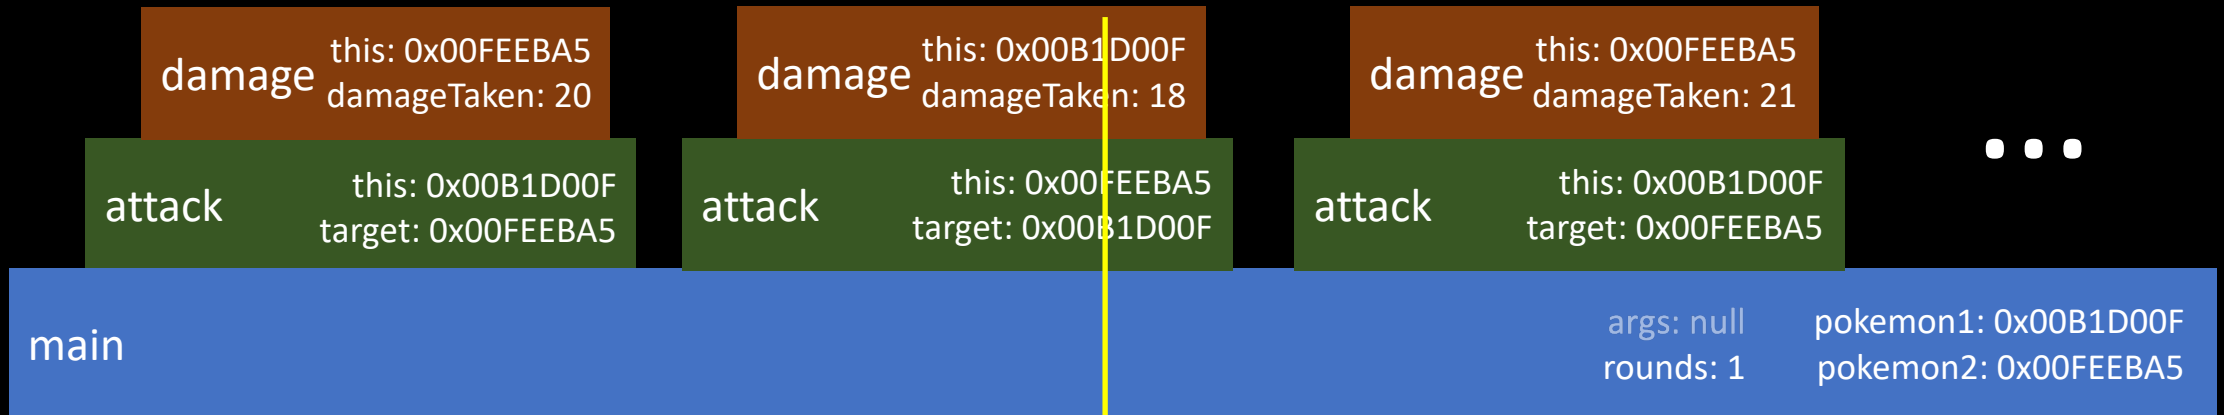 damage
this: 0x00FEEBA5
damageTaken: 20
damage
this: 0x00B1D00F
damageTaken: 18
damage
this: 0x00FEEBA5
damageTaken: 21
attack
this: 0x00B1D00F
target: 0x00FEEBA5
attack
this: 0x00FEEBA5
target: 0x00B1D00F
attack
this: 0x00B1D00F
target: 0x00FEEBA5
...
main
args: null
rounds: 1
pokemon1: 0x00B1D00F
pokemon2: 0x00FEEBA5